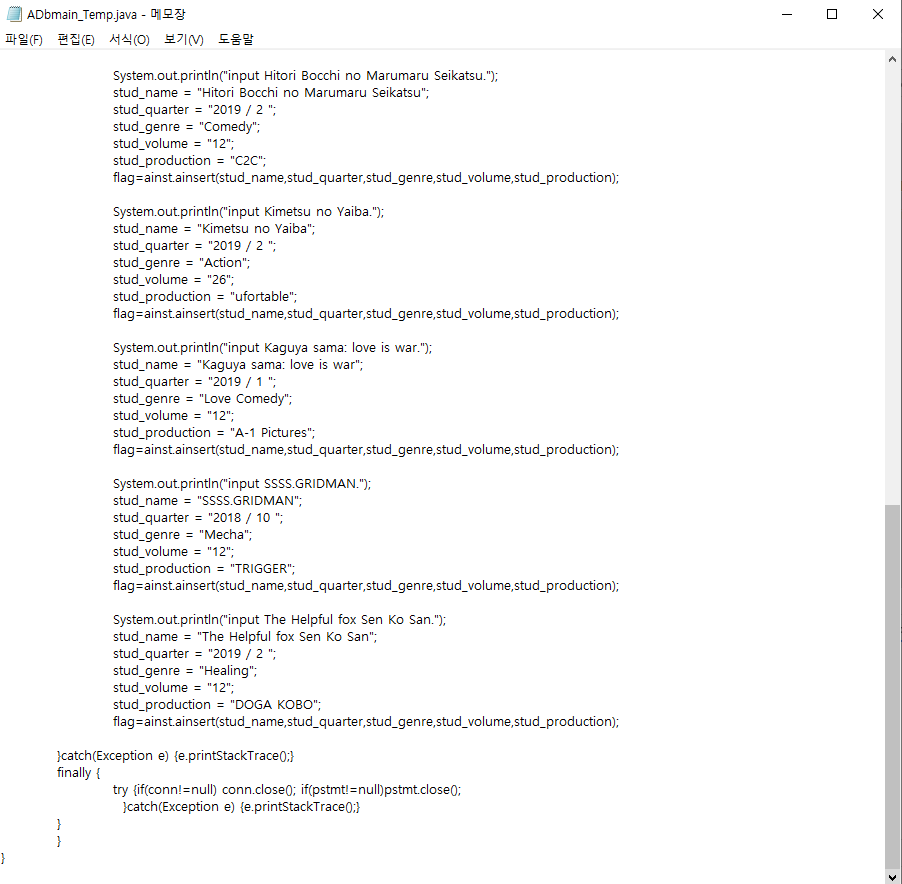 ADbmain_Temp.java - 메모장
파일(F) 편집(E) 서식(O) 보기(V) 도움말
System.out.println("input Hitori Bocchi no Marumaru Seikatsu.");
stud_name = "Hitori Bocchi no Marumaru Seikatsu";
stud_quarter = "2019 / 2 ";
stud_genre = "Comedy";
stud_volume = "12";
stud_production = "C2C";
flag=ainst.ainsert(stud_name,stud_quarter,stud_genre,stud_volume,stud_production);
System.out.println("input Kimetsu no Yaiba.");
stud_name = "Kimetsu no Yaiba";
stud_quarter = "2019 / 2 ";
stud_genre = "Action";
stud_volume = "26";
stud_production = "ufortable";
flag=ainst.ainsert(stud_name,stud_quarter,stud_genre,stud_volume,stud_production);
System.out.println("input Kaguya sama: love is war.");
stud_name = "Kaguya sama: love is war";
stud_quarter = "2019 / 1 ";
stud_genre = "Love Comedy";
stud_volume = "12";
stud_production = "A-1 Pictures";
flag=ainst.ainsert(stud_name,stud_quarter,stud_genre,stud_volume,stud_production);
System.out.println("input SSSS.GRIDMAN.");
stud_name = "SSSS.GRIDMAN";
stud_quarter = "2018 / 10 ";
stud_genre = "Mecha";
stud_volume = "12";
stud_production = "TRIGGER";
flag=ainst.ainsert(stud_name,stud_quarter,stud_genre,stud_volume,stud_production);
System.out.println("input The Helpful fox Sen Ko San.");
stud_name = "The Helpful fox Sen Ko San";
stud_quarter = "2019 / 2 ";
stud_genre = "Healing";
stud_volume = "12";
stud_production = "DOGA KOBO";
flag=ainst.ainsert(stud_name,stud_quarter,stud_genre,stud_volume,stud_production);
}catch(Exception e) {e.printStackTrace();}
finally {
try {if(conn!=null) conn.close(); if(pstmt!=null)pstmt.close();
}catch(Exception e) {e.printStackTrace();}
}
}
}